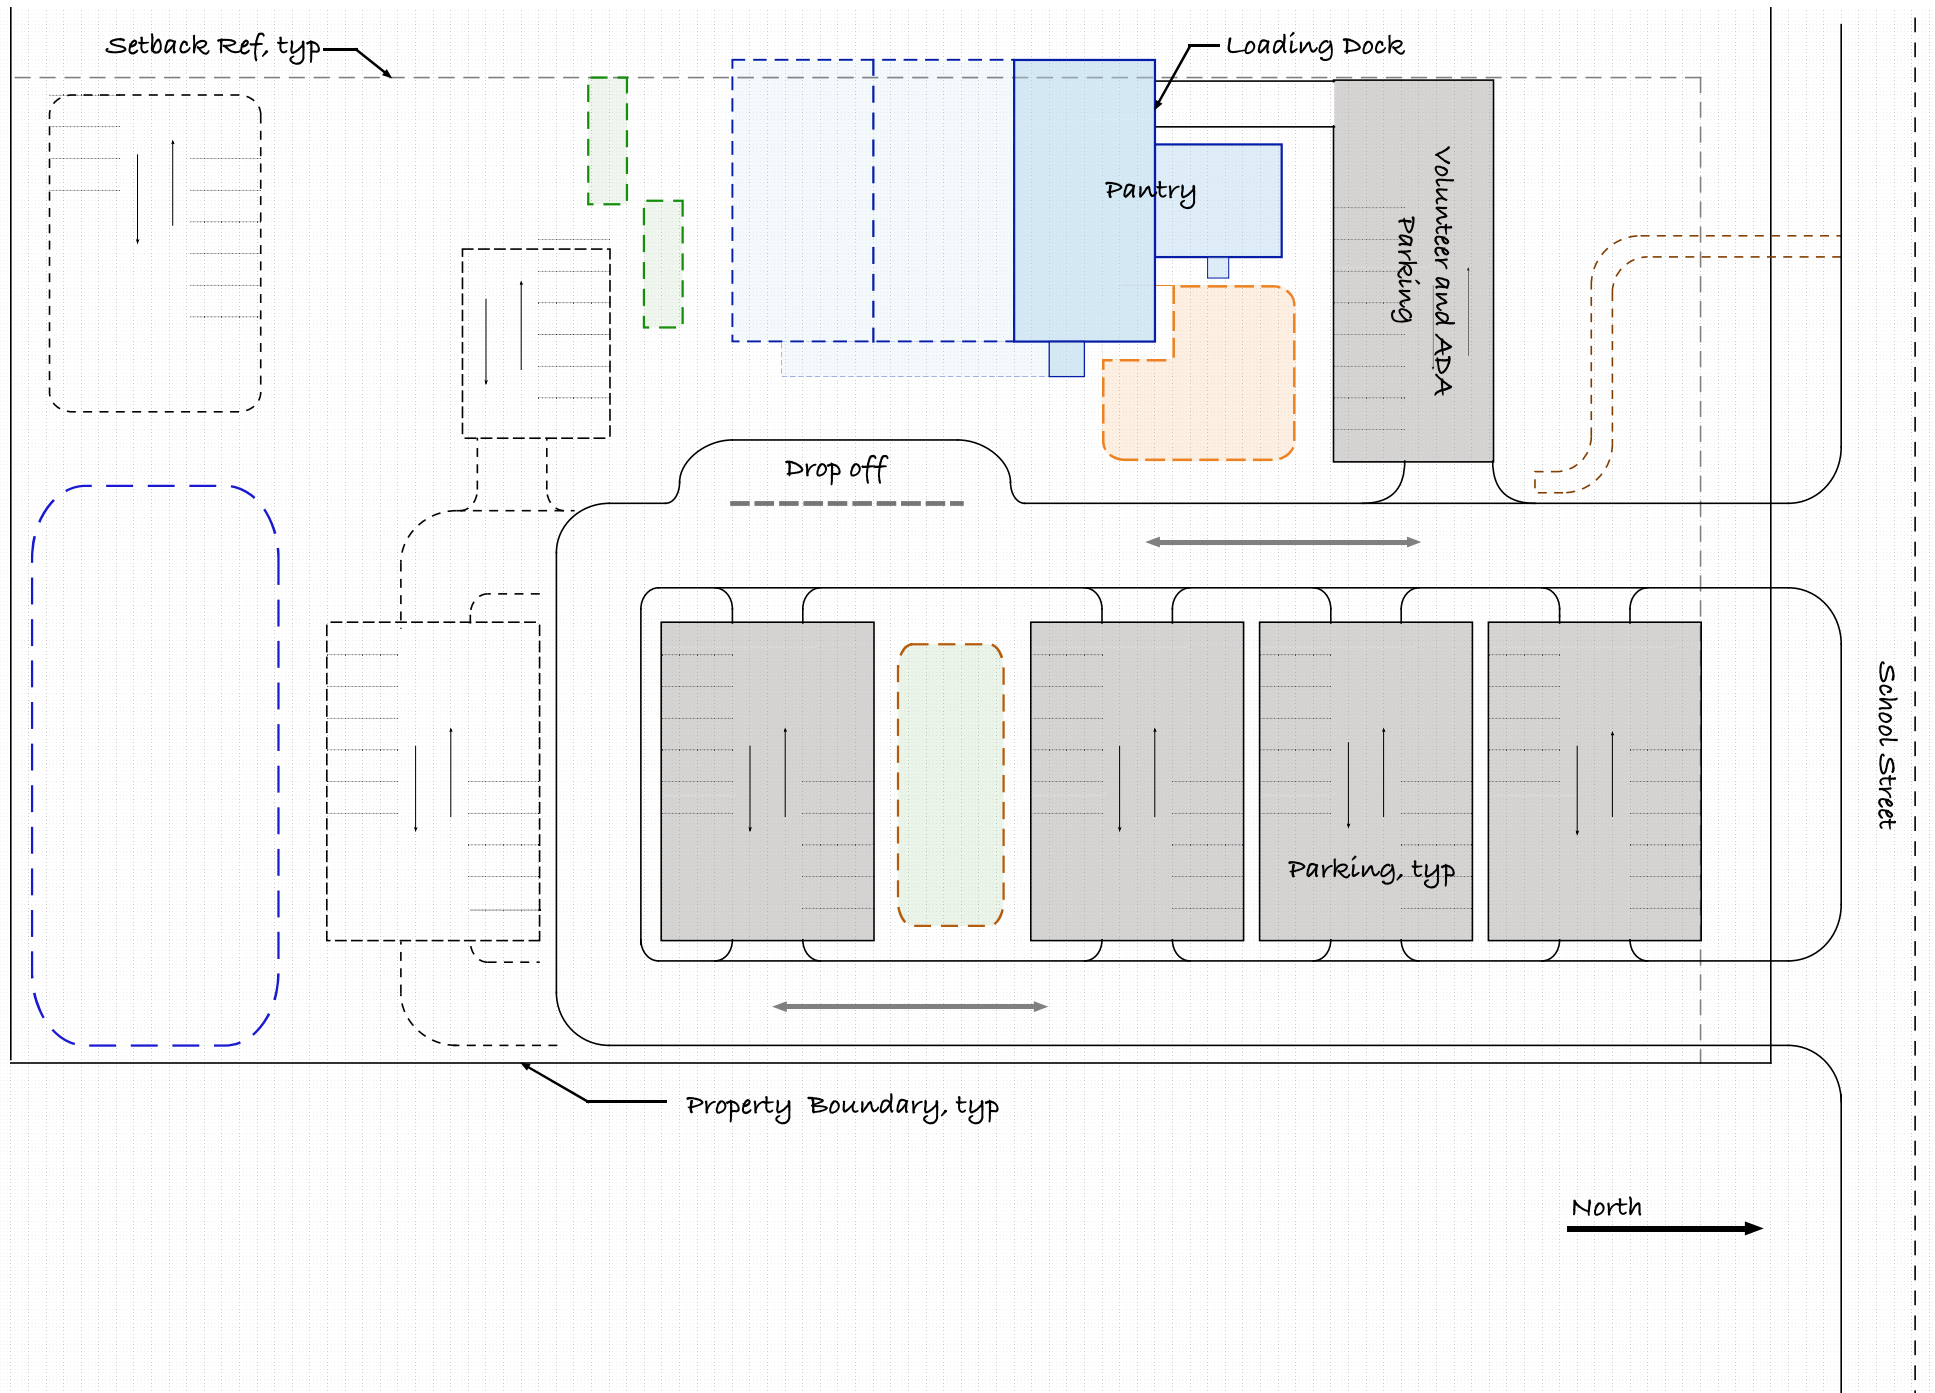 Setback Ref, typ
Loading Dock
Pantry
Volunteer and ADA
Parking
Drop off
School Street
Parking, typ
Property Boundary, typ
North